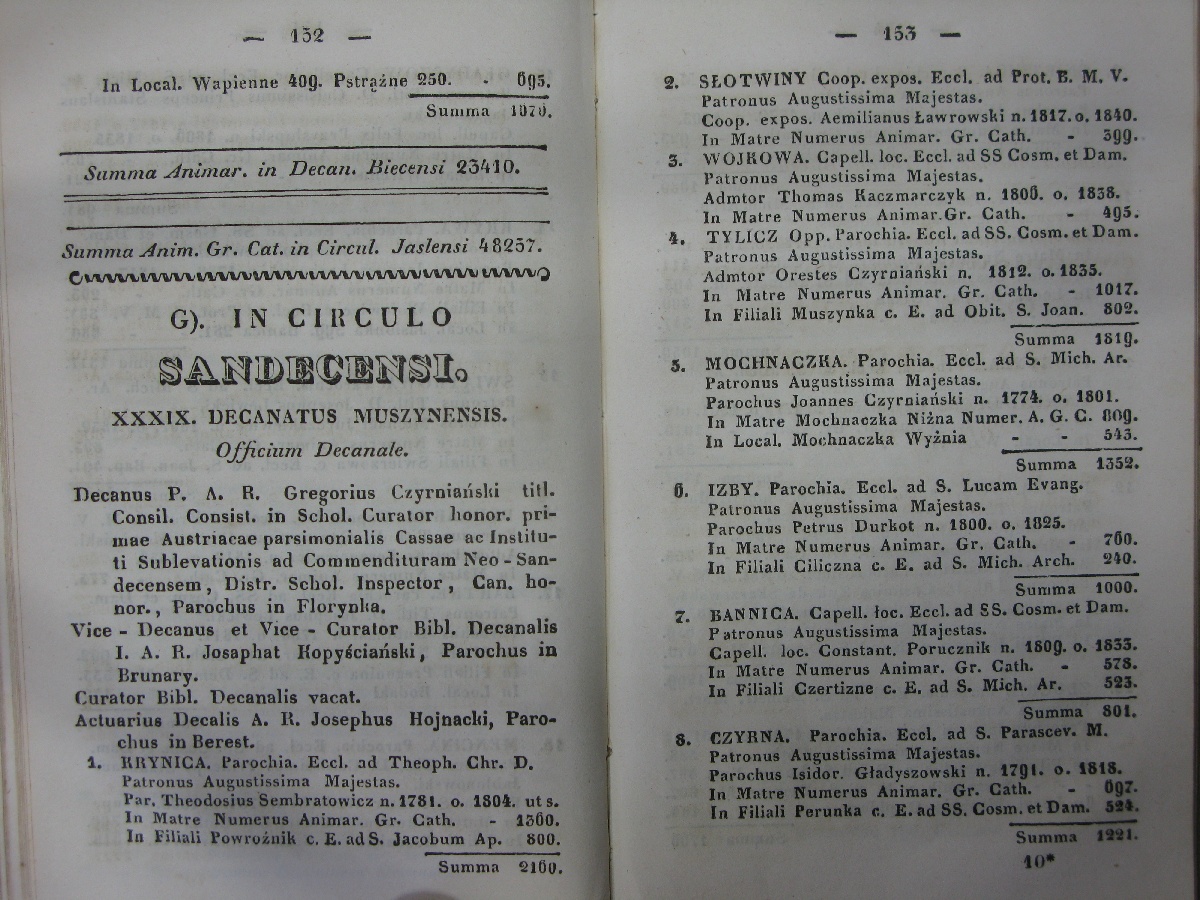 — 152 —
In Local. Wapienne 409. Pstrążne 250. - 695.
Summa 1070.
Summa Animar. in Decan. Biecensi 23410.
Summa Anim. Gr. Cat. in Circul. Jaslensi 48257.
G). IN CIRCULO
SANDECENSI.
XXXIX. DECANATUS MUSZYNENSIS.
Officium Decanale.
Decanus P. A. R. Gregorius Czyrniański titl.
Consil. Consist. in Schol. Curator honor. pri-
mae Austriacae parsimonialis Cassae ac Institu-
ti Sublevationis ad Commendituram Neo-San-
decensem, Distr. Schol. Inspector, Can. ho-
nor., Parochus in Florynka.
Vice - Decanus et Vice - Curator Bibl. Decanalis
I. A. R. Josaphat Kopyściański, Parochus in
Brunary.
Curator Bibl. Decanalis vacat.
Actuarius Decalis A. R. Josephus Hojnacki, Paro-
chus in Berest.
1. KRYNICA. Parochia. Eccl. ad Theoph. Chr. D.
Patronus Augustissima Majestas.
Par. Theodosius Sembratowicz n. 1781. o. 1804. ut s.
In Matre Numerus Animar. Gr. Cath. - 1360.
In Filiali Powroźnik c. E. ad S. Jacobum Ap. 800.
Summa 2160.
— 153 —
2. SŁOTWINY Coop. expos. Eccl. ad Prot. B. M. V.
Patronus Augustissima Majestas.
Coop. expos. Aemilianus Ławrowski n. 1817. o. 1840.
In Matre Numerus Animar. Gr. Cath. - 399.
3. WOJKOWA. Capell. loc. Eccl. ad SS Cosm. et Dam.
Patronus Augustissima Majestas.
Admtor Thomas Kaczmarczyk n. 1806. o. 1838.
In Matre Numerus Animar. Gr. Cath. - 495.
4. TYLICZ Opp. Parochia. Eccl. ad SS. Cosm. et Dam.
Patronus Augustissima Majestas.
Admtor Orestes Czyrniański n. 1812. o. 1835.
In Matre Numerus Animar. Gr. Cath. - 1017.
In Filiali Muszynka c. E. ad Obit. S. Joan. 802.
Summa 1819.
5. MOCHNACZKA. Parochia. Eccl. ad S. Mich. Ar.
Patronus Augustissima Majestas.
Parochus Joannes Czyrniański n. 1774. o. 1801.
In Matre Mochnaczka Niżna Numer. A. G. C. 809.
In Local. Mochnaczka Wyżnia - - 543.
Summa 1352.
6. IZBY. Parochia. Eccl. ad S. Lucam Evang.
Patronus Augustissima Majestas.
Parochus Petrus Durkot n. 1800. o. 1825.
In Matre Numerus Animar. Gr. Cath. - 760.
In Filiali Ciliczna c. E. ad S. Mich. Arch. 240.
Summa 1000.
7. BANNICA. Capell. łoc. Eccl. ad SS. Cosm. et Dam.
Patronus Augustissima Majestas.
Capell. loc. Constant. Porucznik n. 1809. o. 1833.
In Matre Numerus Animar. Gr. Cath. - 578.
In Filiali Czertizne c. E. ad S. Mich. Ar. 523.
Summa 801.
8. CZYRNA. Parochia. Eccl. ad S. Parascev. M.
Patronus Augustissima Majestas.
Parochus Isidor. Gładyszowski n. 1791. o. 1818.
In Matre Numerus Animar. Gr. Cath. - 697.
In Filiali Perunka c. E. ad SS. Cosm. et Dam. 524.
Summa 1221.
10*